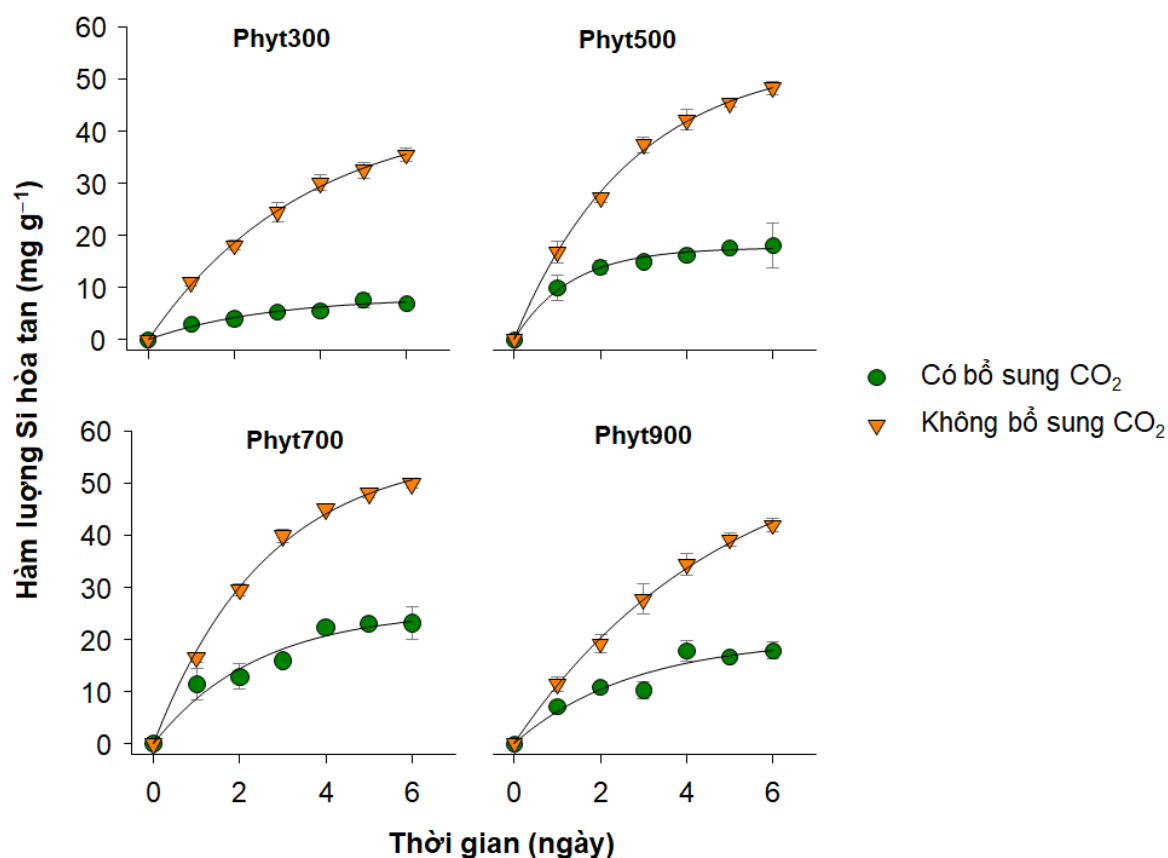 Hàm luợng Si hòa tan (mg g⁻¹)
Phyt300
60
50
40
30
20
10
0
Phyt500
Phyt700
60
50
40
30
20
10
0
0 2 4 6
Phyt900
0 2 4 6
Thời gian (ngày)
Có bổ sung CO₂
Không bổ sung CO₂